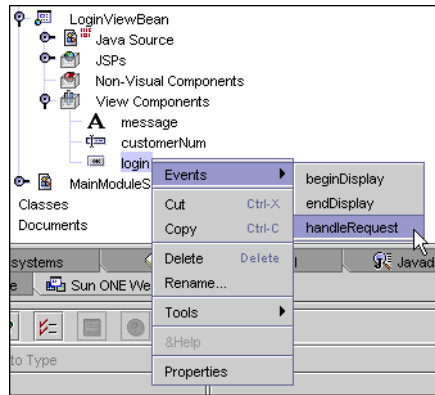 LoginViewBean
Java Source
JSPs
Non-Visual Components
View Components
A message
customerNum
login
MainModuleS
Classes
Documents
Events
Cut Ctrl-X
Copy Ctrl-C
Delete Delete
Rename...
Tools
&Help
Properties
beginDisplay
endDisplay
handleRequest
systems
Javad
Sun ONE We
to Type